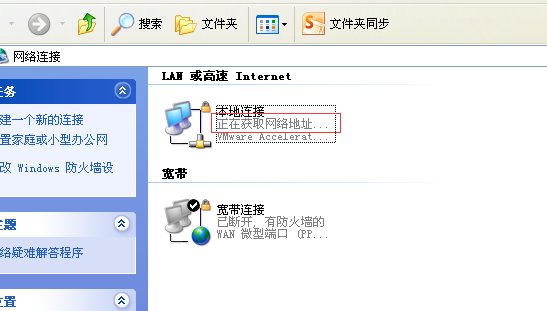 搜索 文件夹 文件夹同步
网络连接
任务
建一个新的连接
置家庭或小型办公网
改 Windows 防火墙设
主题
络疑难解答程序
位置
LAN 或高速 Internet
本地连接
正在获取网络地址...
VMware Accelerat...
宽带
宽带连接
已断开, 有防火墙的
WAN 微型端口 (PP...